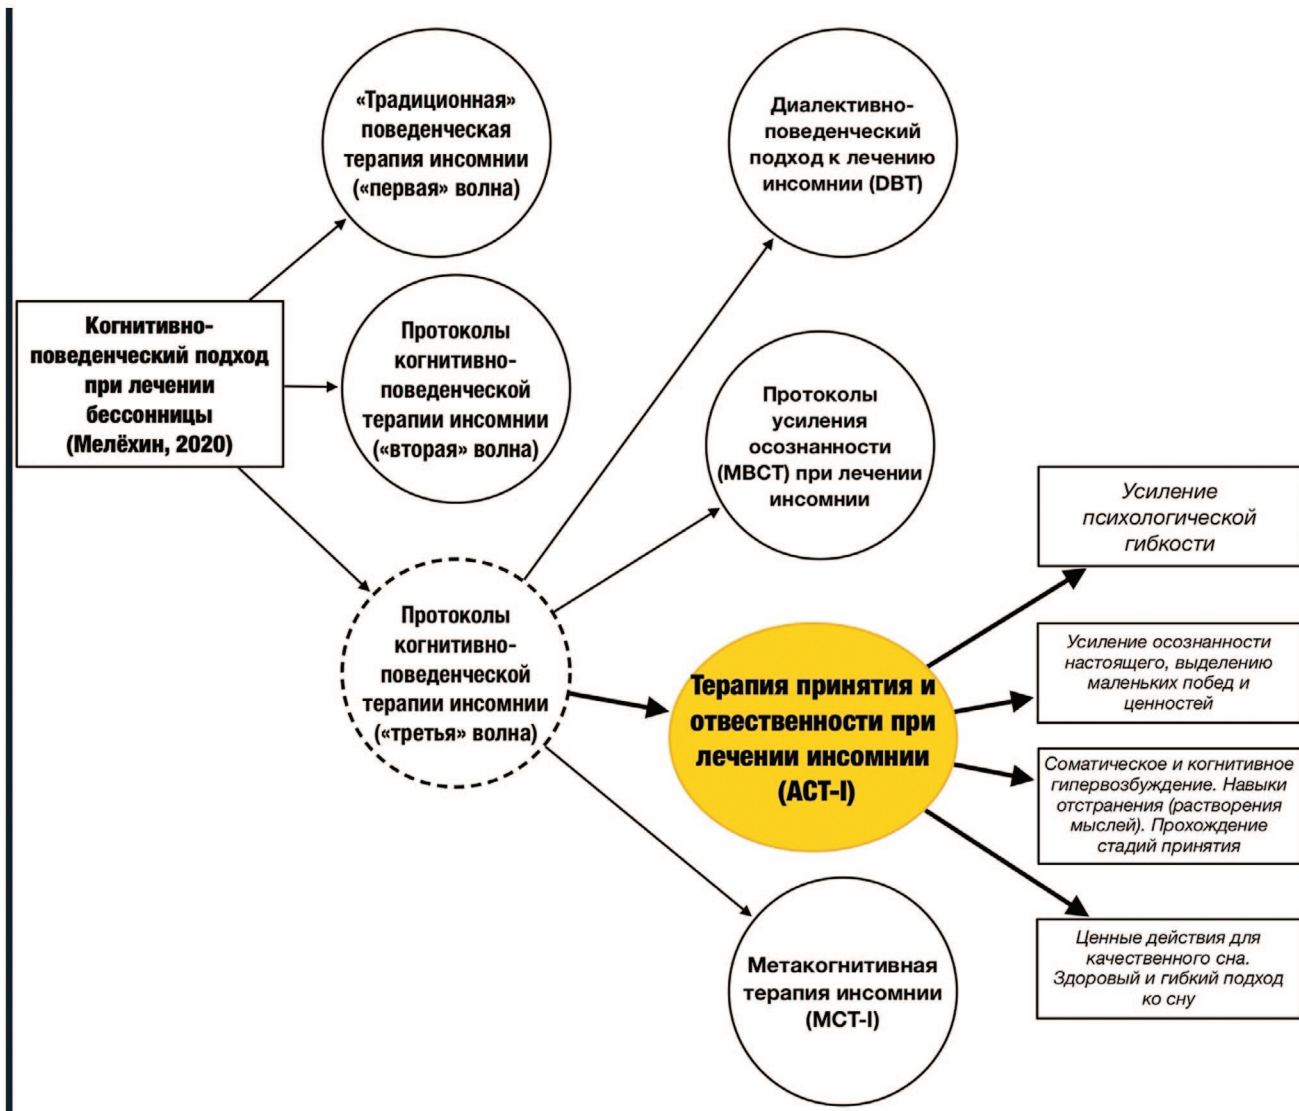 «Традиционная»
поведенческая
терапия инсомнии
(«первая» волна)
Диалективно-
поведенческий
подход к лечению
инсомнии (DBT)
Когнитивно-
поведенческий подход
при лечении
бессонницы
(Мелёхин, 2020)
Протоколы
когнитивно-
поведенческой
терапии инсомнии
(«вторая» волна)
Протоколы
усиления
осознанности
(MBCT) при лечении
инсомнии
Протоколы
когнитивно-
поведенческой
терапии инсомнии
(«третья» волна)
Терапия принятия и
отвественности при
лечении инсомнии
(ACT-I)
Усиление
психологической
гибкости
Усиление осознанности
настоящего, выделению
маленьких побед и
ценностей
Соматическое и когнитивное
гипервозбуждение. Навыки
отстранения (растворения
мыслей). Прохождение
стадий принятия
Ценные действия для
качественного сна.
Здоровый и гибкий подход
ко сну
Метакогнитивная
терапия инсомнии
(MCT-I)